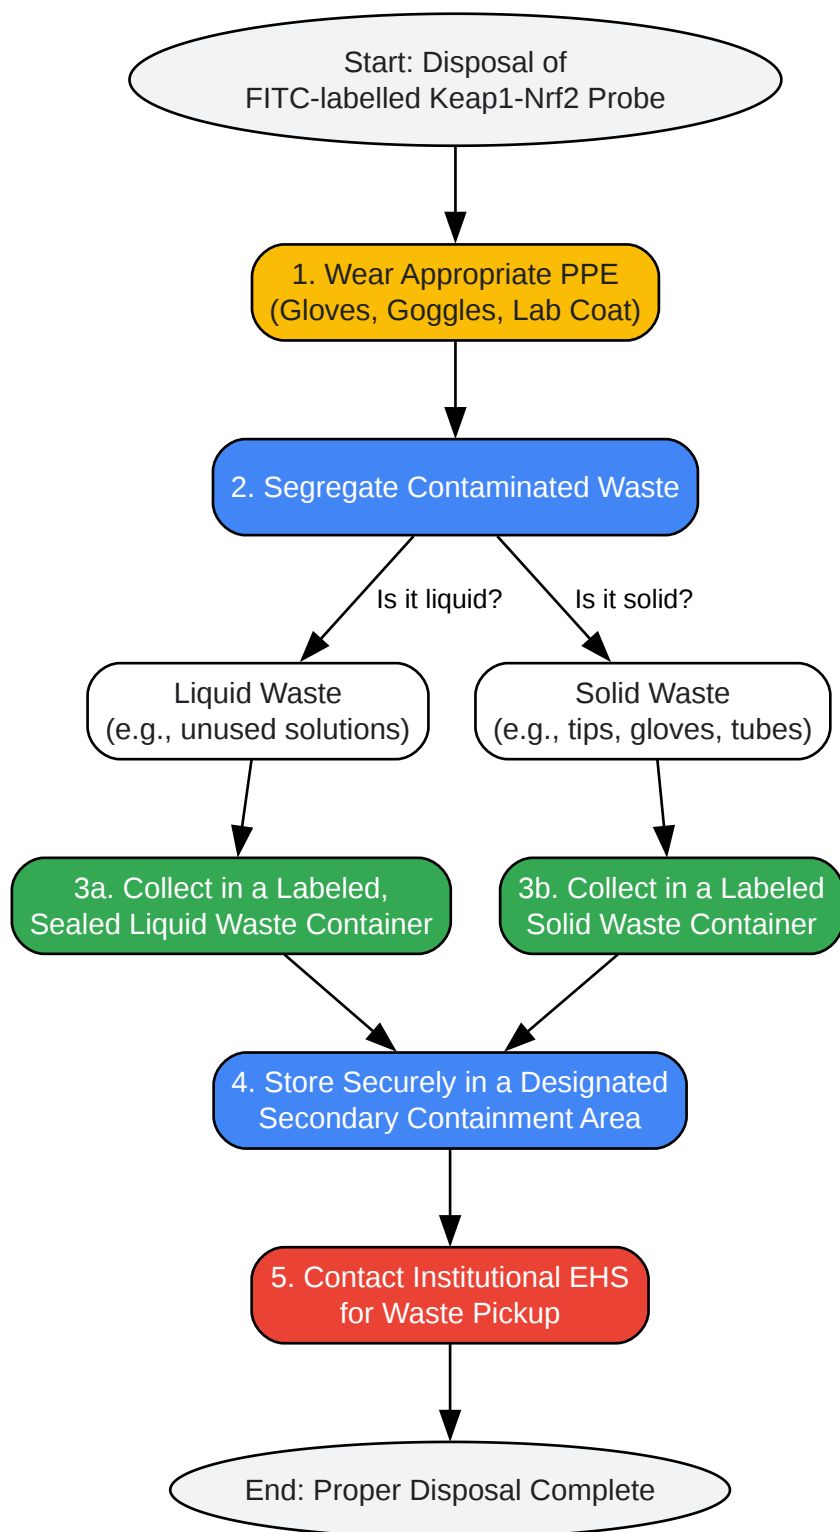 Start: Disposal of
FITC-labelled Keap1-Nrf2 Probe
1. Wear Appropriate PPE
(Gloves, Goggles, Lab Coat)
2. Segregate Contaminated Waste
Is it liquid?
Is it solid?
Liquid Waste
(e.g., unused solutions)
Solid Waste
(e.g., tips, gloves, tubes)
3a. Collect in a Labeled,
Sealed Liquid Waste Container
3b. Collect in a Labeled
Solid Waste Container
4. Store Securely in a Designated
Secondary Containment Area
5. Contact Institutional EHS
for Waste Pickup
End: Proper Disposal Complete